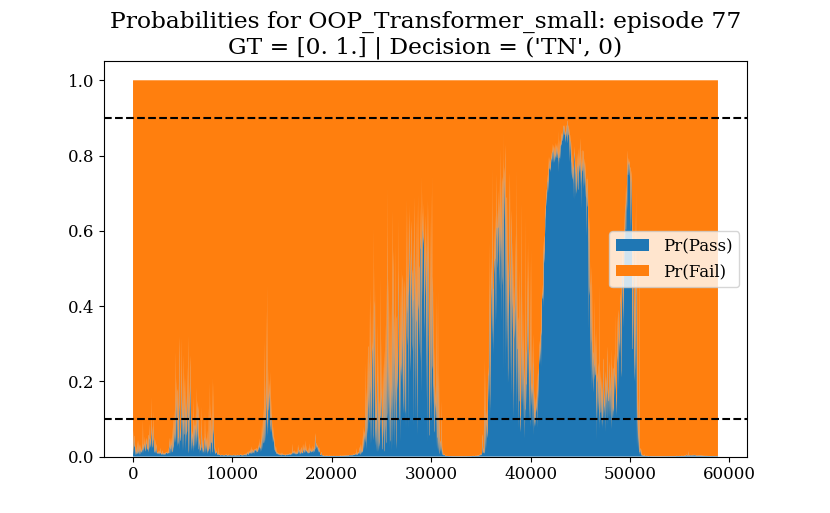 Probabilities for OOP_Transformer_small: episode 77
GT = [0. 1.] | Decision = ('TN', 0)
1.0
0.8
0.6
0.4
0.2
0.0
Pr(Pass)
Pr(Fail)
0 10000 20000 30000 40000 50000 60000